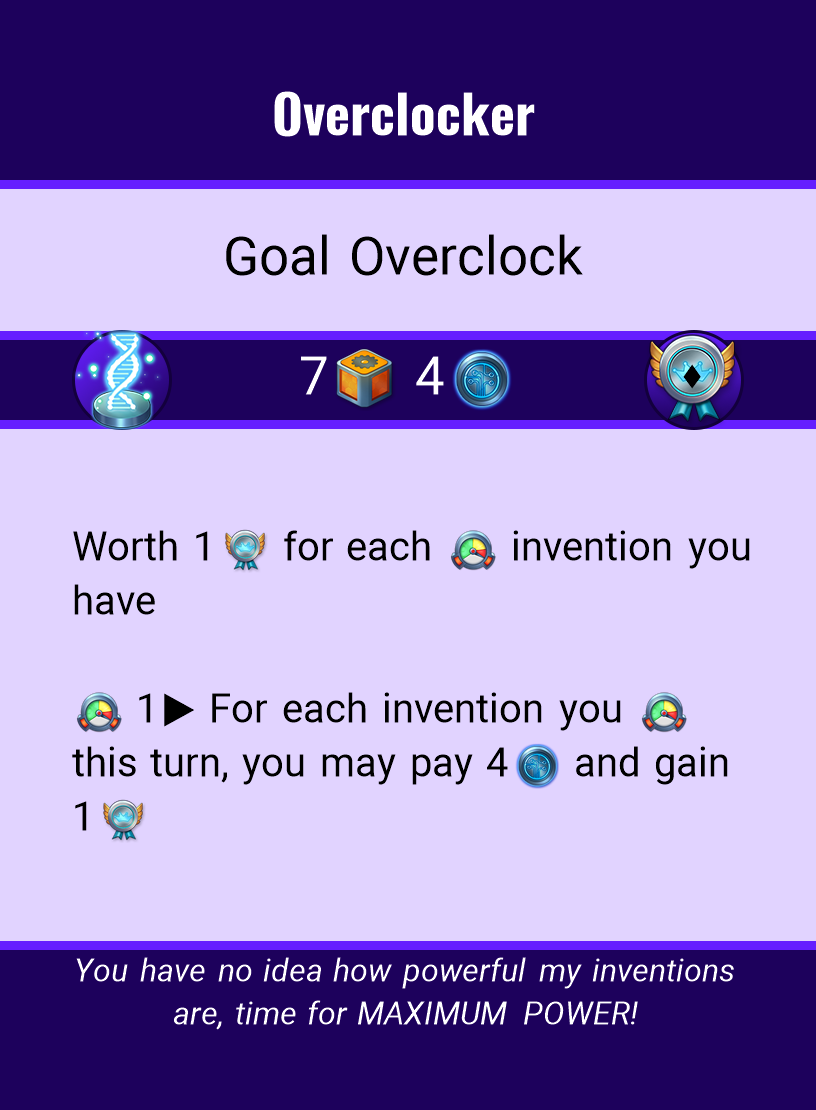 Overclocker
Goal Overclock
7 4
Worth 1 for each invention you
have
1▶ For each invention you
this turn, you may pay 4 and gain
1
You have no idea how powerful my inventions
are, time for MAXIMUM POWER!